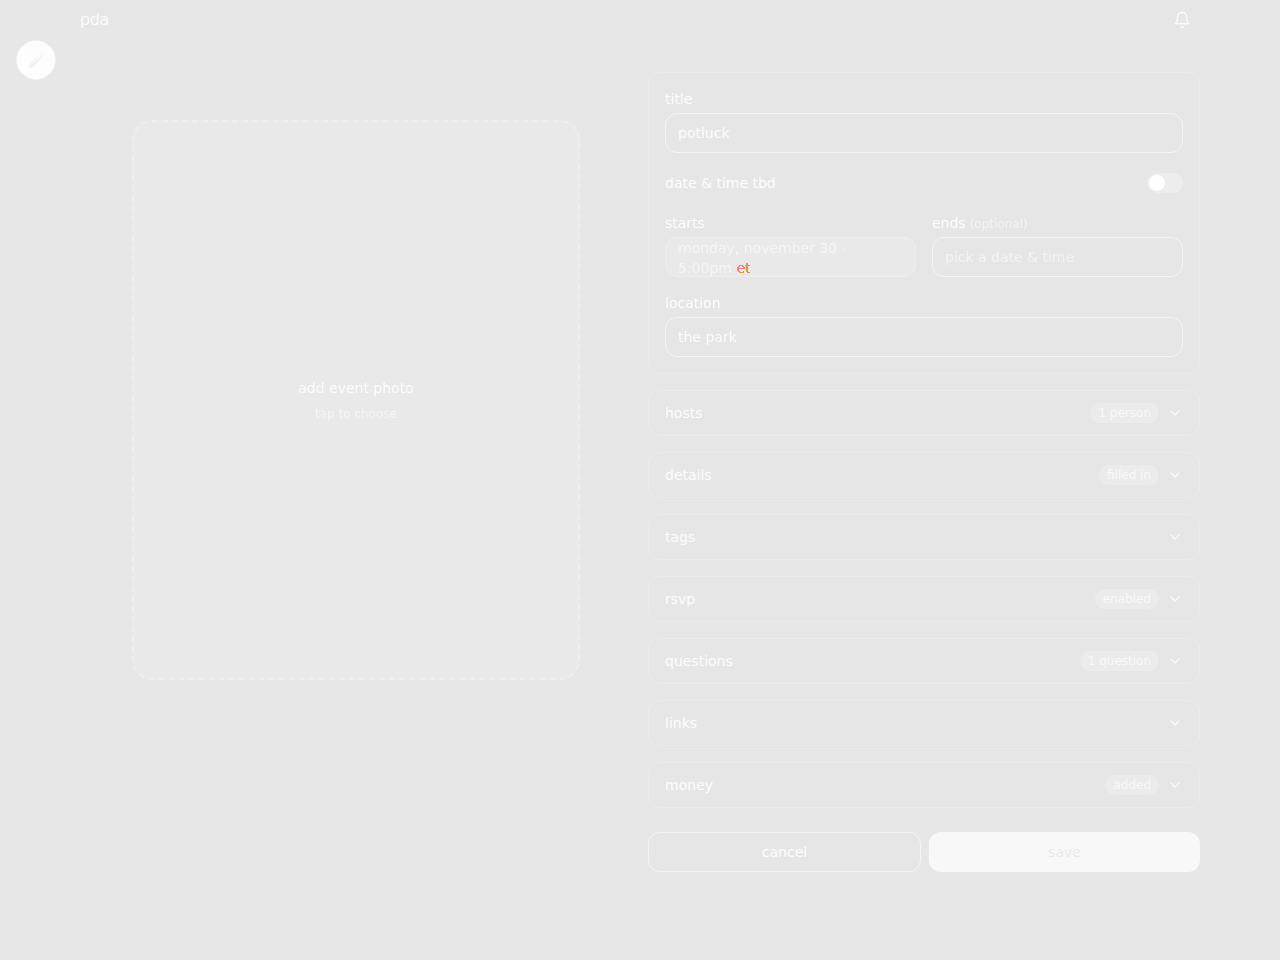 pda
title
potluck
date & time tbd
starts
ends (optional)
monday, november 30 ·
5:00pm et
pick a date & time
location
the park
add event photo
tap to choose
hosts
1 person
details
filled in
tags
rsvp
enabled
questions
1 question
links
money
added
cancel
save